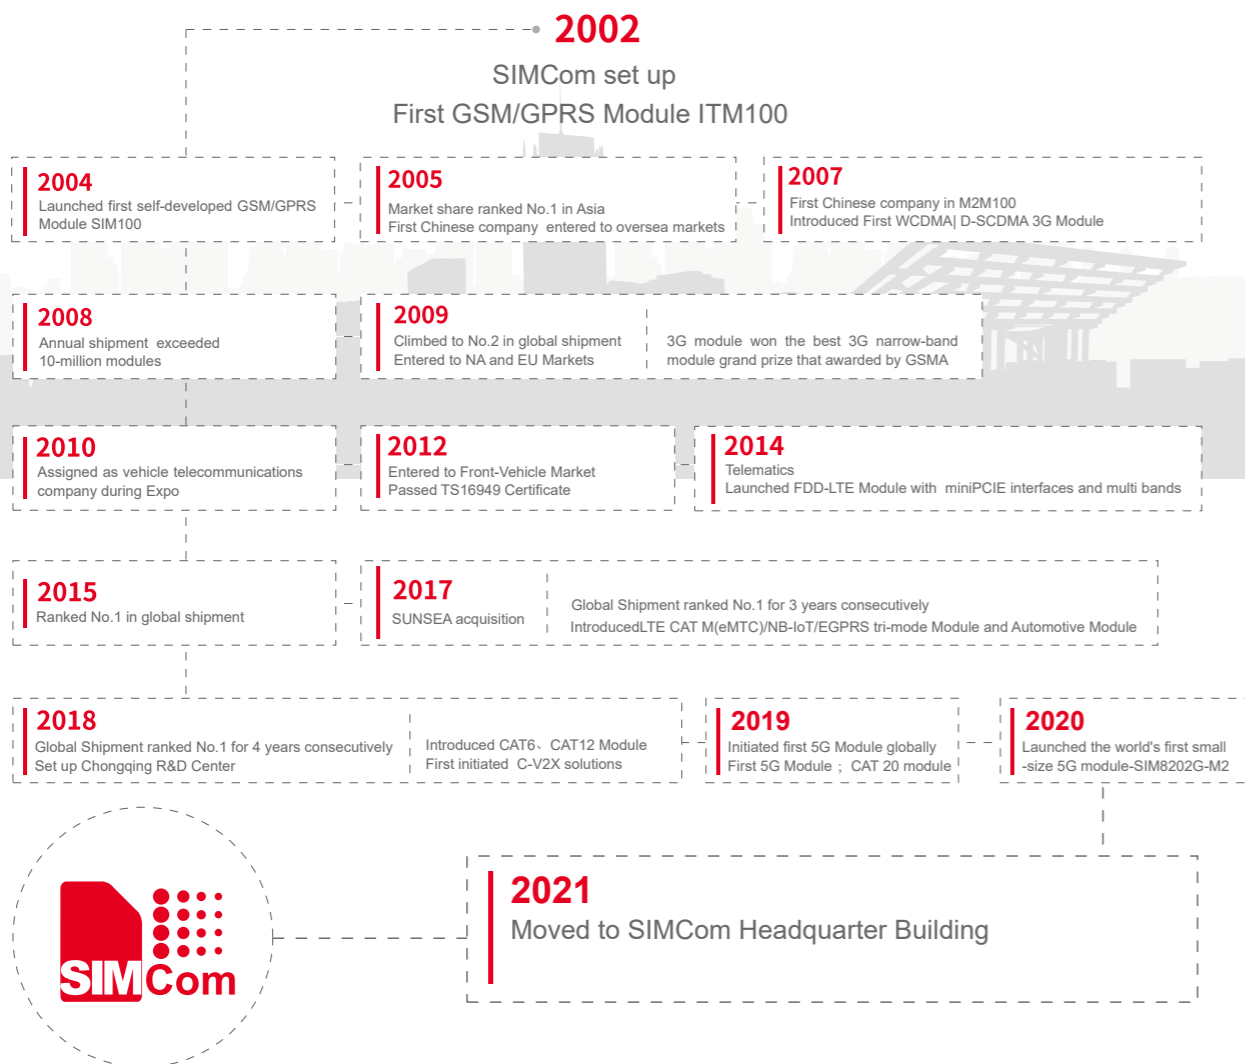 2002
SIMCom set up
First GSM/GPRS Module ITM100
2004
Launched first self-developed GSM/GPRS
Module SIM100
2005
Market share ranked No.1 in Asia
First Chinese company entered to oversea markets
2007
First Chinese company in M2M100
Introduced First WCDMA| D-SCDMA 3G Module
2008
Annual shipment exceeded
10-million modules
2009
Climbed to No.2 in global shipment
Entered to NA and EU Markets
3G module won the best 3G narrow-band
module grand prize that awarded by GSMA
2010
Assigned as vehicle telecommunications
company during Expo
2012
Entered to Front-Vehicle Market
Passed TS16949 Certificate
2014
Telematics
Launched FDD-LTE Module with miniPCIE interfaces and multi bands
2015
Ranked No.1 in global shipment
2017
SUNSEA acquisition
Global Shipment ranked No.1 for 3 years consecutively
IntroducedLTE CAT M(eMTC)/NB-IoT/EGPRS tri-mode Module and Automotive Module
2018
Global Shipment ranked No.1 for 4 years consecutively
Set up Chongqing R&D Center
Introduced CAT6、CAT12 Module
First initiated C-V2X solutions
2019
Initiated first 5G Module globally
First 5G Module ; CAT 20 module
2020
Launched the world's first small
-size 5G module-SIM8202G-M2
2021
Moved to SIMCom Headquarter Building
SIMCom